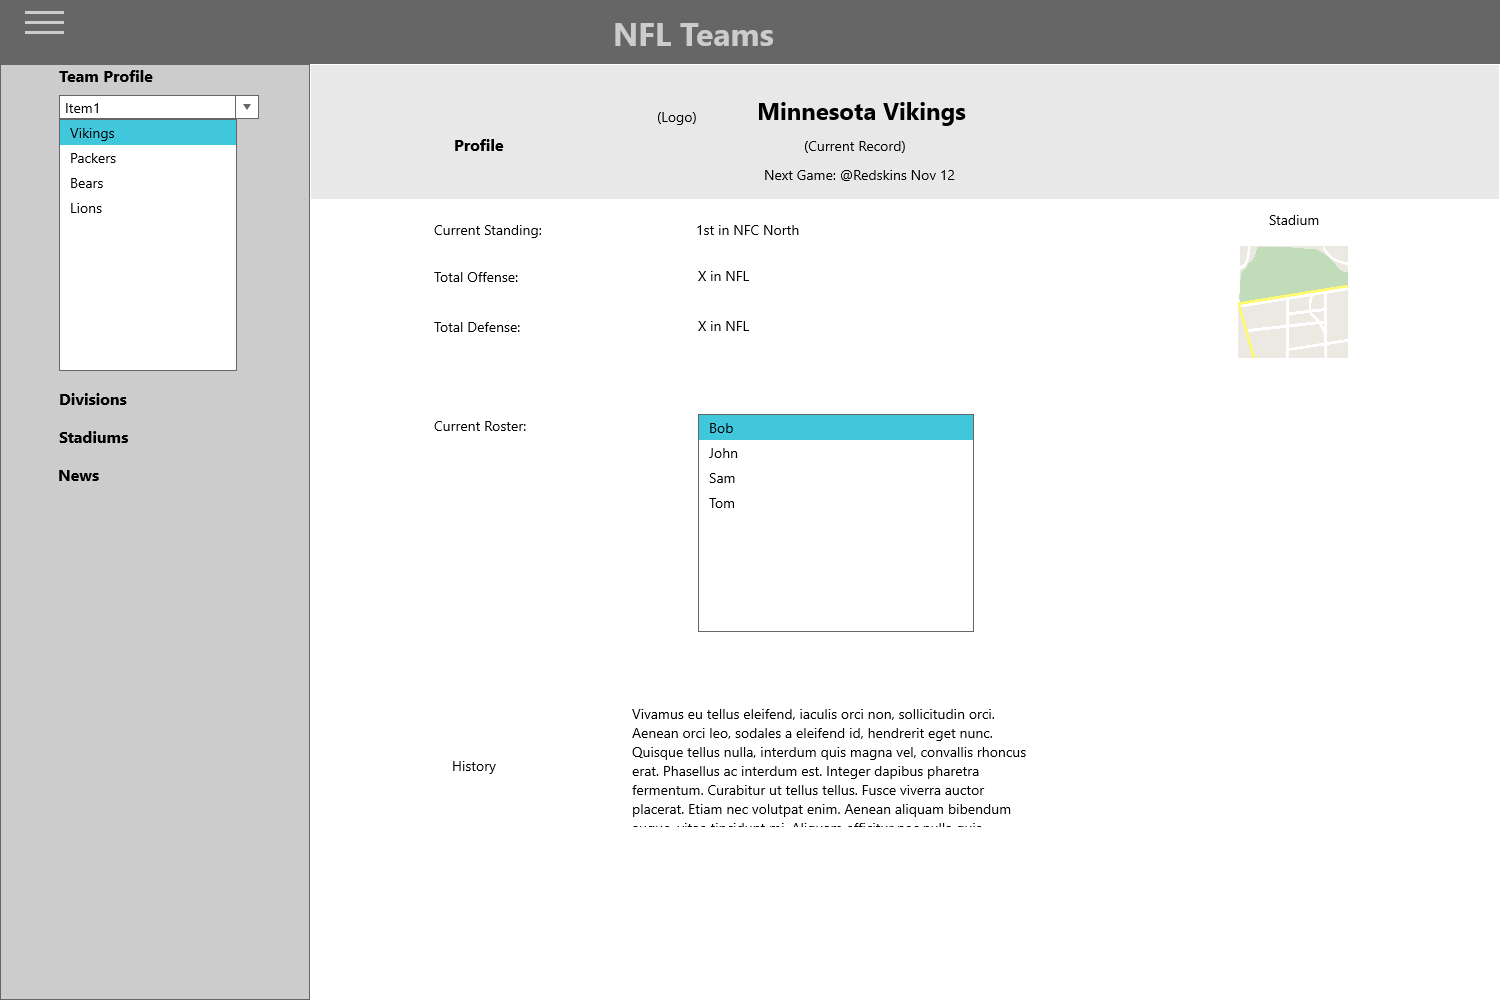 NFL Teams
Team Profile
Item1
Vikings
Packers
Bears
Lions
Divisions
Stadiums
News
(Logo)
Minnesota Vikings
Profile
(Current Record)
Next Game: @Redskins Nov 12
Current Standing:
1st in NFC North
Stadium
Total Offense:
X in NFL
Total Defense:
X in NFL
Current Roster:
Bob
John
Sam
Tom
History
Vivamus eu tellus eleifend, iaculis orci non, sollicitudin orci.
Aenean orci leo, sodales a eleifend id, hendrerit eget nunc.
Quisque tellus nulla, interdum quis magna vel, convallis rhoncus
erat. Phasellus ac interdum est. Integer dapibus pharetra
fermentum. Curabitur ut tellus tellus. Fusce viverra auctor
placerat. Etiam nec volutpat enim. Aenean aliquam bibendum